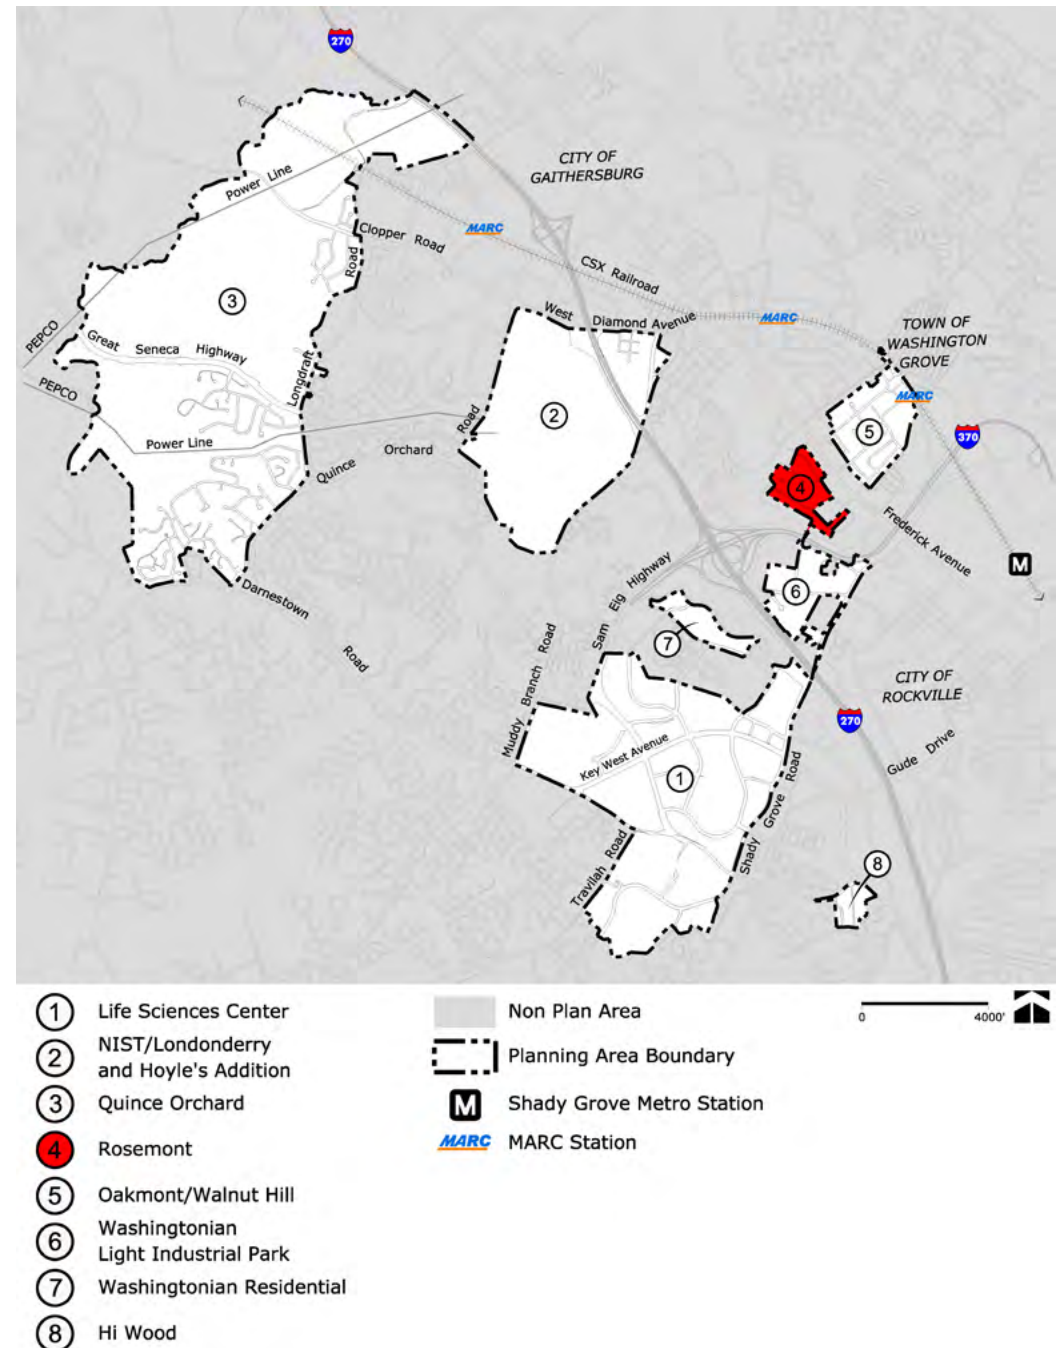 270
CITY OF
GAITHERSBURG
Power Line
Clopper Road
MARC
Road
CSX Railroad
3
West Diamond Avenue
MARC
TOWN OF
WASHINGTON
GROVE
PEPCO
Great Seneca Highway
Longdraft
PEPCO
MARC
2
Road
5
370
Power Line
Orchard
Quince
4
Frederick Avenue
M
Sam Eig Highway
6
Darnestown
Road
7
Muddy Branch Road
CITY OF
ROCKVILLE
270
Key West Avenue
Gude Drive
1
Shady Grove Road
Travilah Road
8
1 Life Sciences Center
2 NIST/Londonderry
and Hoyle's Addition
3 Quince Orchard
4 Rosemont
5 Oakmont/Walnut Hill
6 Washingtonian
Light Industrial Park
7 Washingtonian Residential
8 Hi Wood
Non Plan Area
Planning Area Boundary
M Shady Grove Metro Station
MARC MARC Station
0 4000'